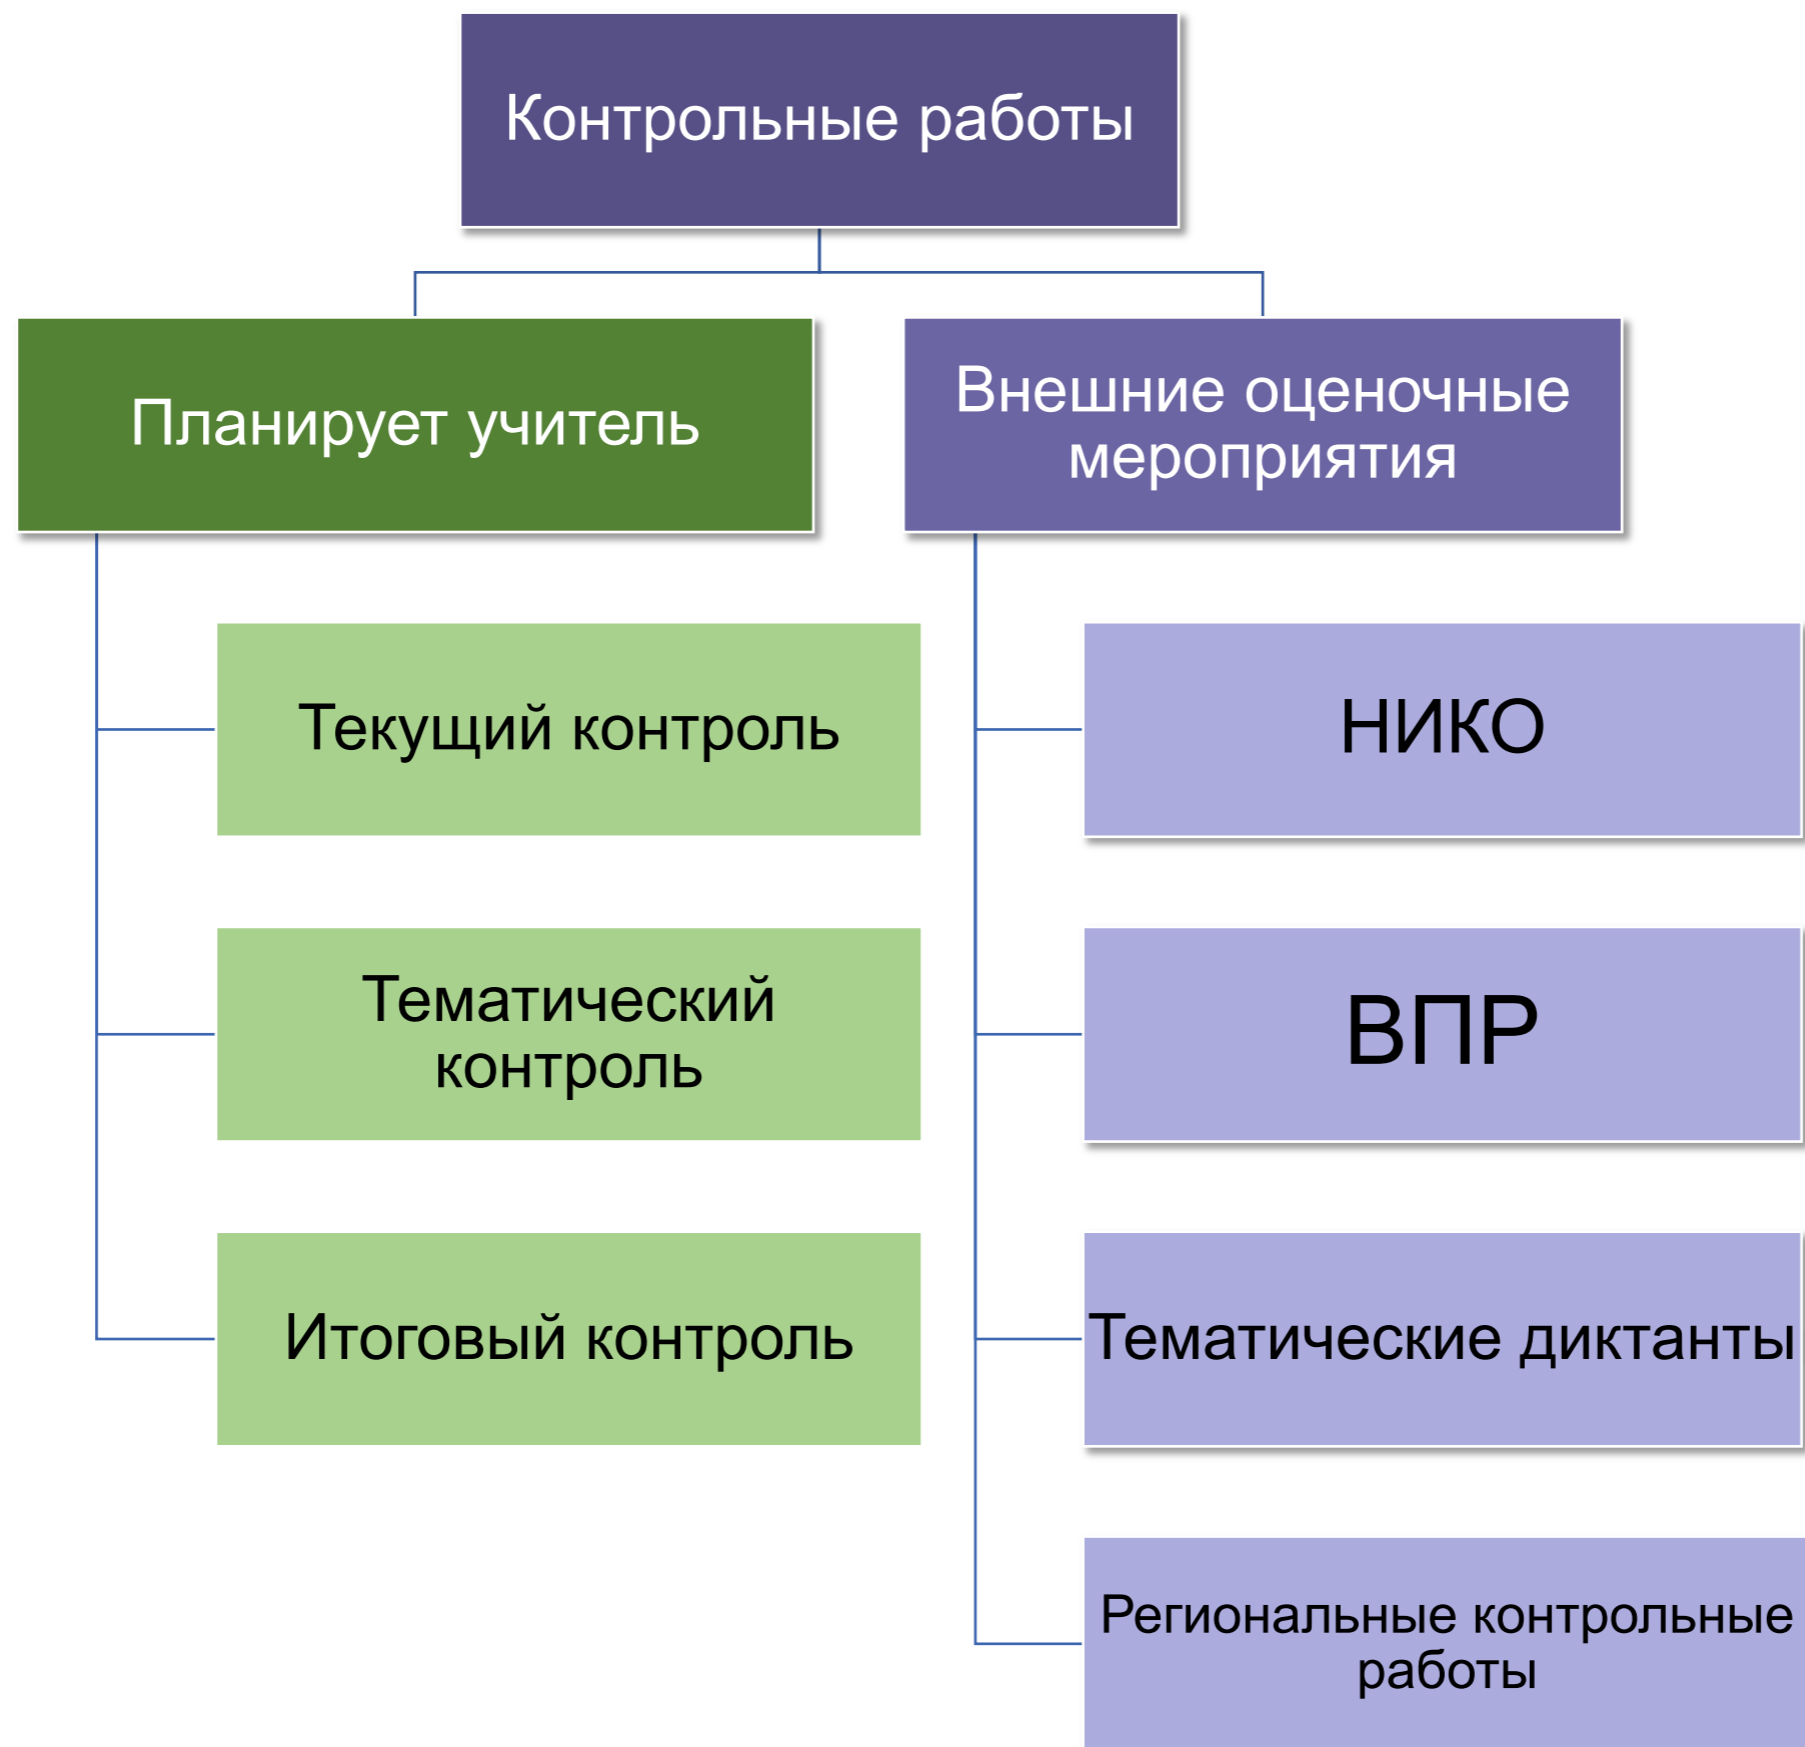 Контрольные работы
Планирует учитель
Внешние оценочные
мероприятия
Текущий контроль
Тематический
контроль
Итоговый контроль
НИКО
ВПР
Тематические диктанты
Региональные контрольные
работы